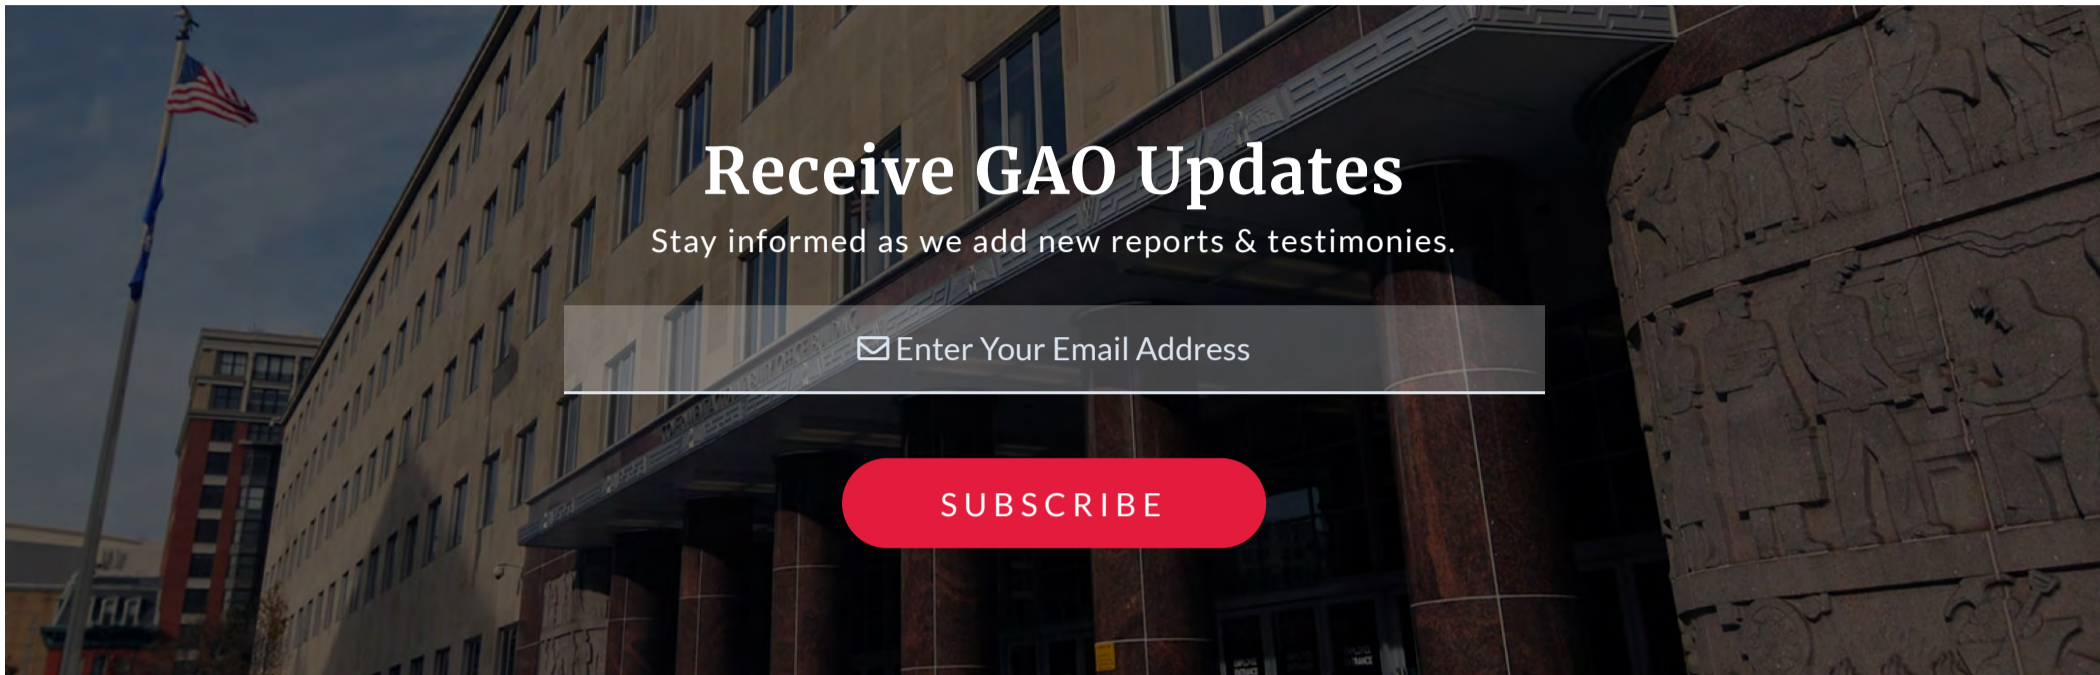 Receive GAO Updates
Stay informed as we add new reports & testimonies.
Enter Your Email Address
SUBSCRIBE